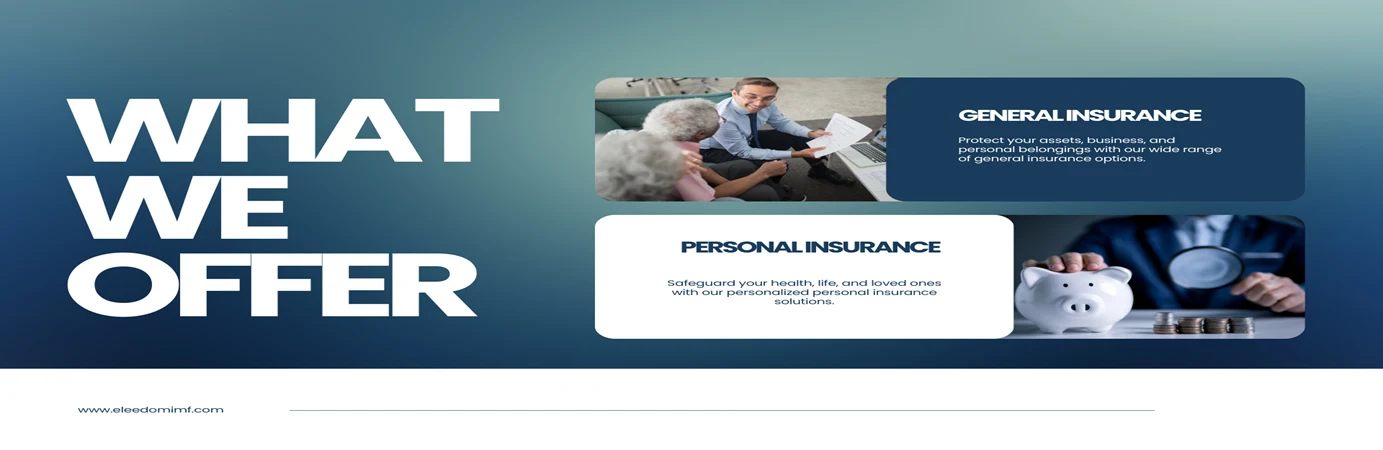 WHAT
WE
OFFER
GENERAL INSURANCE
Protect your assets, business, and
personal belongings with our wide range
of general insurance options.
PERSONAL INSURANCE
Safeguard your health, life, and loved ones
with our personalized personal insurance
solutions.
www.eleedomimf.com